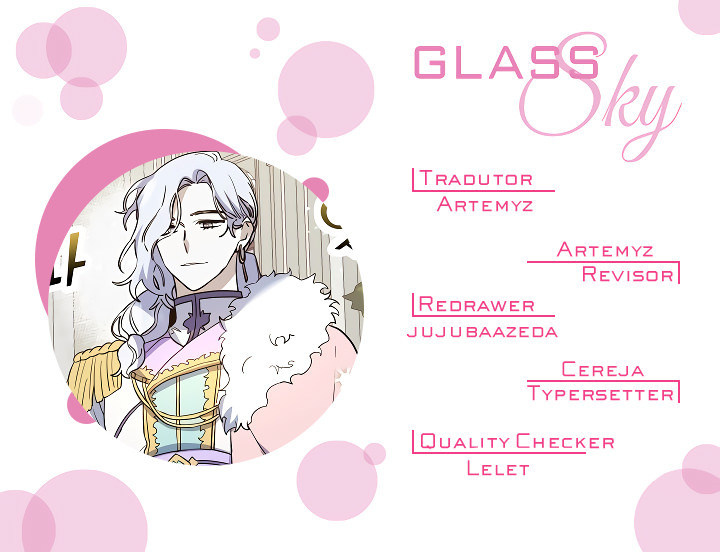 GLASS
Sky
TRADUTOR
ARTEMYZ
ARTEMYZ
REVISOR
REDRAWER
JUJUBAAZEDA
CEREJA
TYPERSETTER
QUALITY CHECKER
LELET